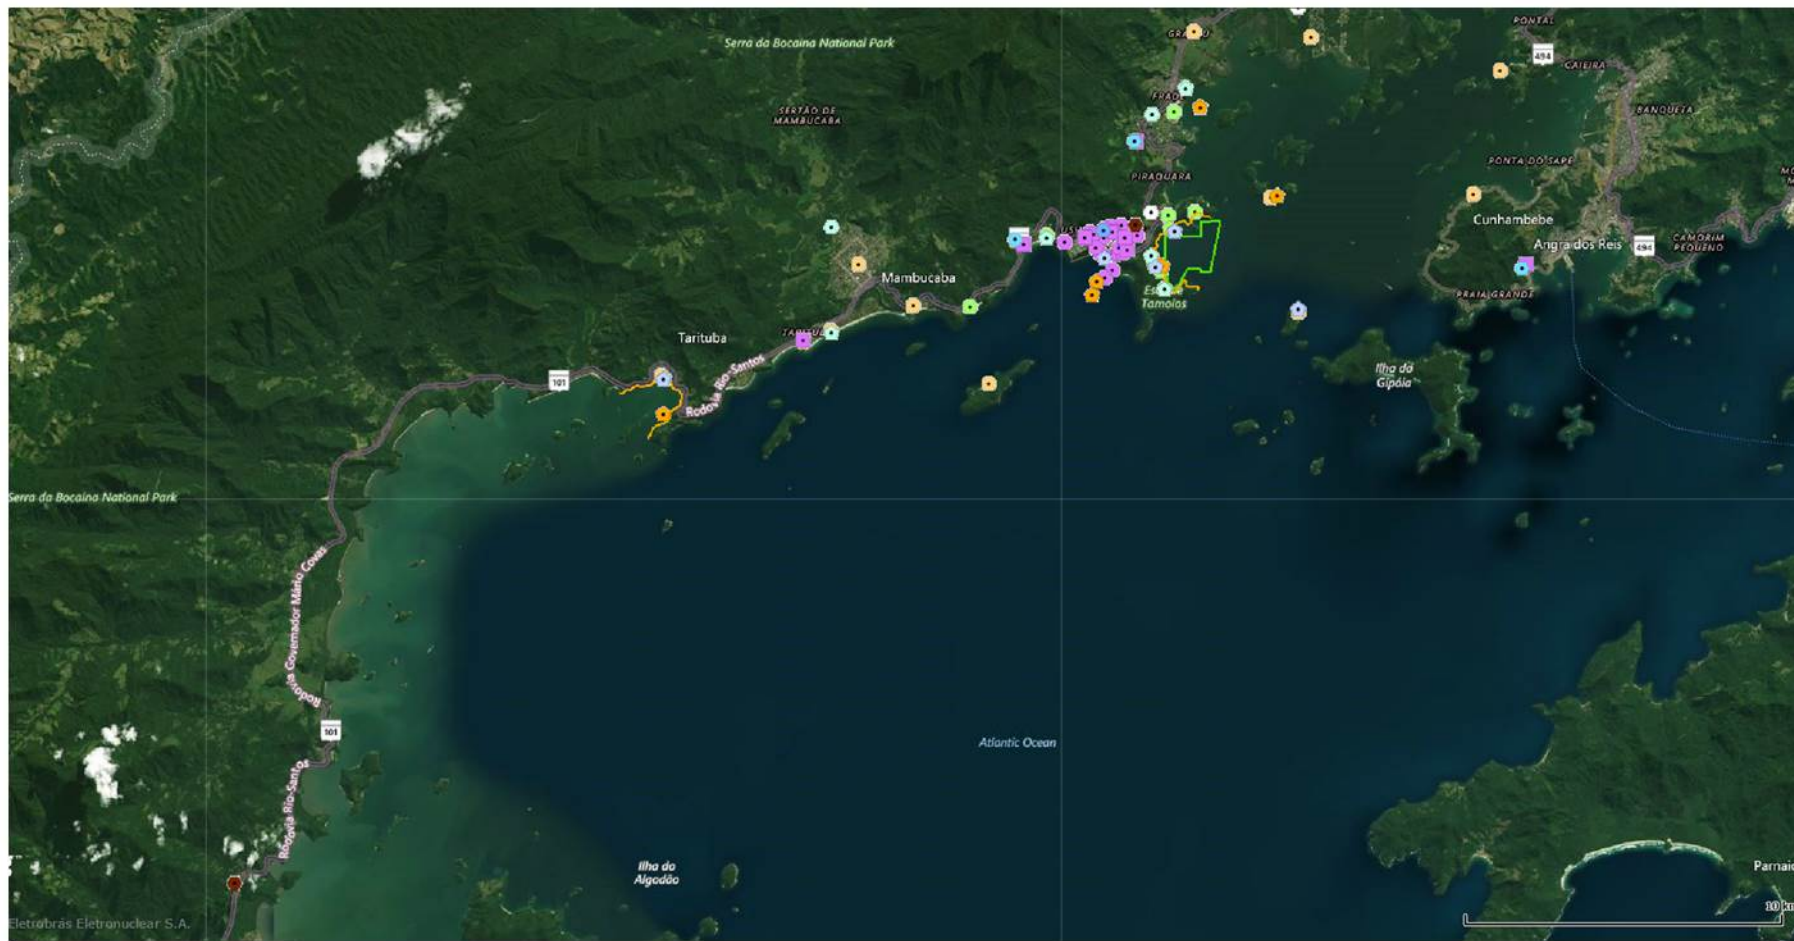 PONTAL
Serra da Bocaina National Park
494
CAIEIRA
SERTÃO DE
MAMBUCABA
BANQUETA
PONTA DO SAPÊ
PIRAQUARA
Cunhambebe
Angra dos Reis
CAMORIM
PEQUENO
494
Mambucaba
PRAIA GRANDE
Tamoios
Tarituba
101
Rodovia Rio-Santos
Ilha da
Gipóia
Serra da Bocaina National Park
Rodovia Governador Mário Covas
101
Atlantic Ocean
Rodovia Rio-Santos
Ilha do
Algodão
Eletrobrás Eletronuclear S.A.